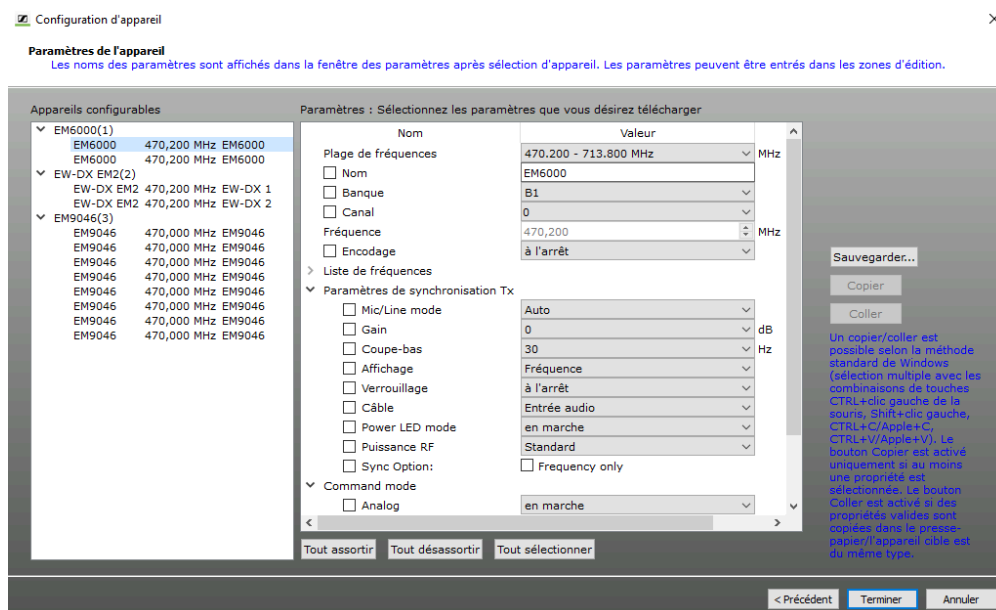 Configuration d'appareil
Paramètres de l'appareil
Les noms des paramètres sont affichés dans la fenêtre des paramètres après sélection d'appareil. Les paramètres peuvent être entrés dans les zones d'édition.
Appareils configurables
EM6000(1)
EM6000 470,200 MHz EM6000
EM6000 470,200 MHz EM6000
EW-DX EM2(2)
EW-DX EM2 470,200 MHz EW-DX 1
EW-DX EM2 470,200 MHz EW-DX 2
EM9046(3)
EM9046 470,000 MHz EM9046
EM9046 470,000 MHz EM9046
EM9046 470,000 MHz EM9046
EM9046 470,000 MHz EM9046
EM9046 470,000 MHz EM9046
EM9046 470,000 MHz EM9046
EM9046 470,000 MHz EM9046
EM9046 470,000 MHz EM9046
Paramètres : Sélectionnez les paramètres que vous désirez télécharger
Nom Valeur
Plage de fréquences 470.200 - 713.800 MHz MHz
Nom EM6000
Banque B1
Canal 0
Fréquence 470,200 MHz
Encodage à l'arrêt
Liste de fréquences
Paramètres de synchronisation Tx
Mic/Line mode Auto
Gain 0 dB
Coupe-bas 30 Hz
Affichage Fréquence
Verrouillage à l'arrêt
Câble Entrée audio
Power LED mode en marche
Puissance RF Standard
Sync Option: Frequency only
Command mode
Analog en marche
Tout assortir Tout désassortir Tout sélectionner
Sauvegarder...
Copier
Coller
Un copier/coller est
possible selon la méthode
standard de Windows
(sélection multiple avec les
combinaisons de touches
CTRL+clic gauche de la
souris, Shift+clic gauche,
CTRL+C/Apple+C,
CTRL+V/Apple+V). Le
bouton Copier est activé
uniquement si au moins
une propriété est
sélectionnée. Le bouton
Coller est activé si des
propriétés valides sont
copiées dans le presse-
papier/l'appareil cible est
du même type.
< Précédent Terminer Annuler